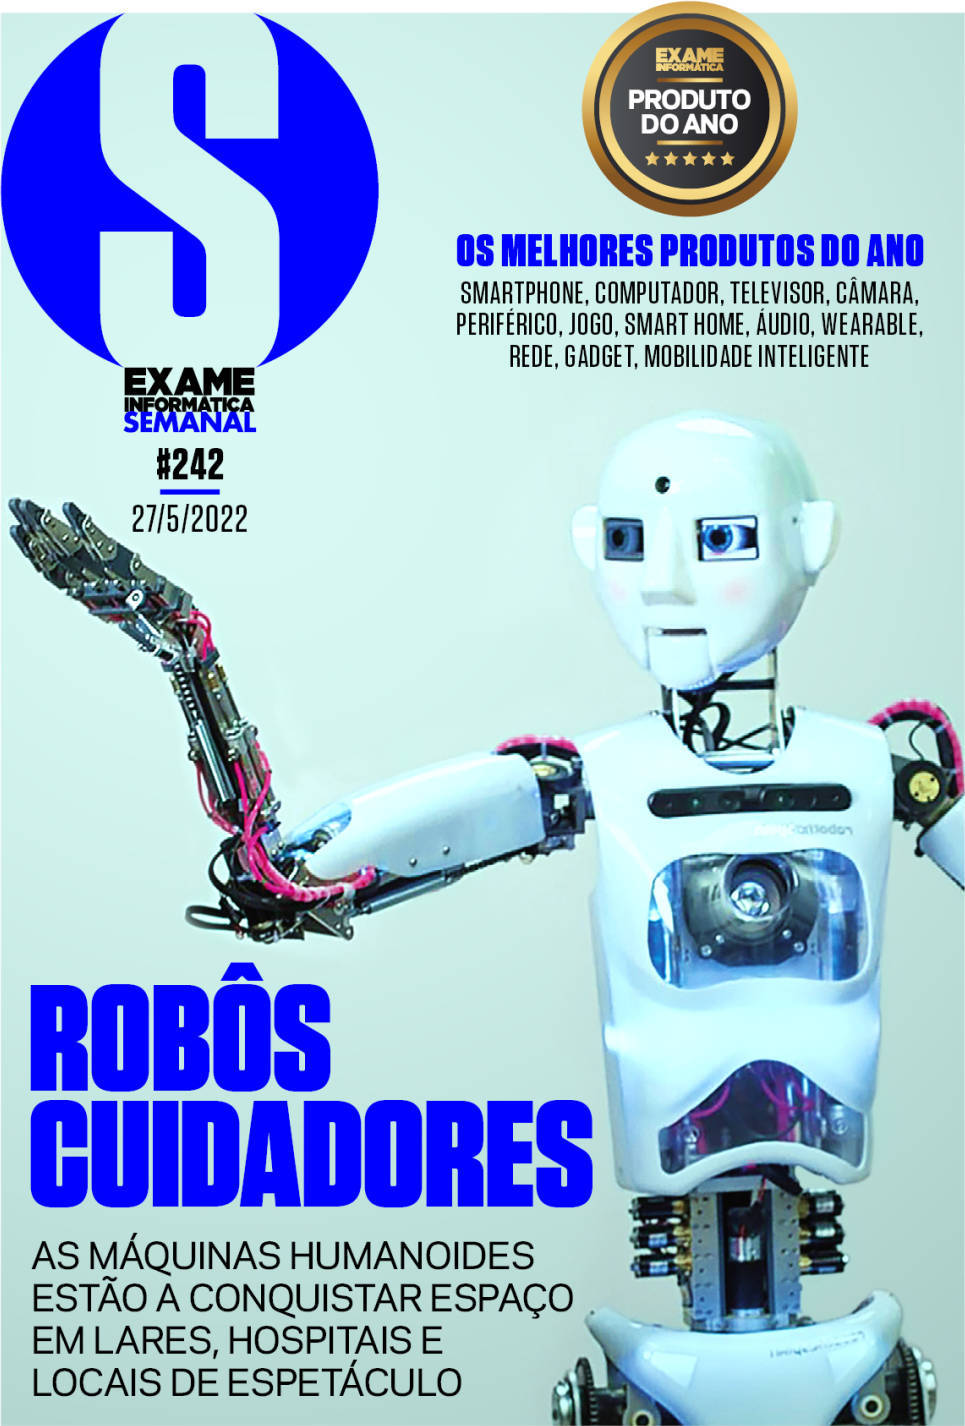 S
EXAME
INFORMÁTICA
SEMANAL
#242
27/5/2022
EXAME
INFORMÁTICA
PRODUTO
DO ANO
OS MELHORES PRODUTOS DO ANO
SMARTPHONE, COMPUTADOR, TELEVISOR, CÂMARA,
PERIFÉRICO, JOGO, SMART HOME, ÁUDIO, WEARABLE,
REDE, GADGET, MOBILIDADE INTELIGENTE
ROBÔS
CUIDADORES
AS MÁQUINAS HUMANOIDES
ESTÃO A CONQUISTAR ESPAÇO
EM LARES, HOSPITAIS E
LOCAIS DE ESPETÁCULO